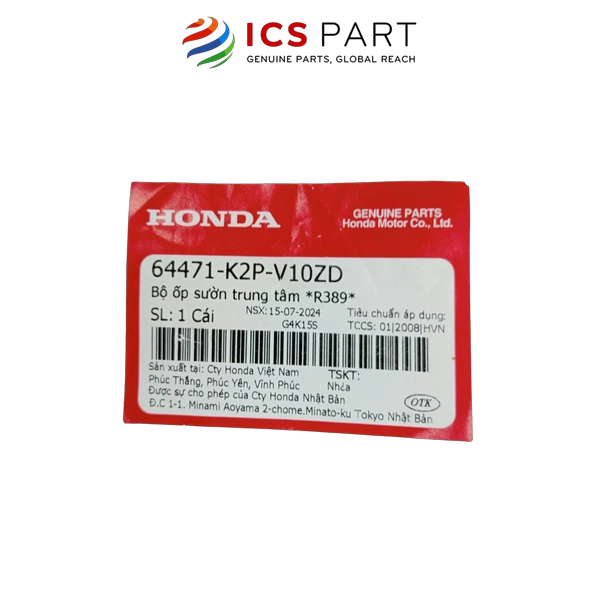 ICS PART
GENUINE PARTS, GLOBAL REACH
HONDA
GENUINE PARTS
Honda Motor Co., Ltd.
64471-K2P-V10ZD
Bộ ốp sườn trung tâm *R389*
SL: 1 Cái
NSX: 15-07-2024
G4K15S
Tiêu chuẩn áp dụng:
TCCS: 01|2008|HVN
Sản xuất tại: Cty Honda Việt Nam
Phúc Thắng, Phúc Yên, Vĩnh Phúc
TSKT:
Nhựa
Được sự cho phép của Cty Honda Nhật Bản
Đ.C 1-1. Minami Aoyama 2-chome.Minato-ku Tokyo Nhật Bản
OTK